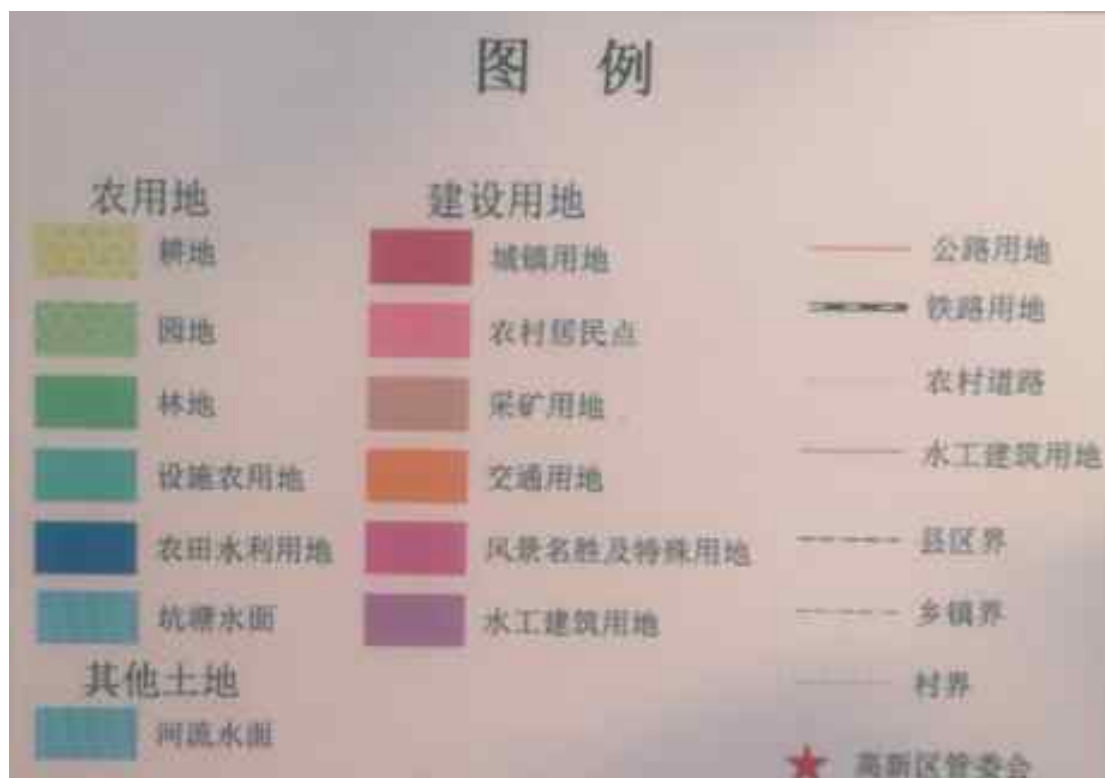 图 例
农用地
耕地
园地
林地
设施农用地
农田水利用地
坑塘水面
其他土地
河流水面
建设用地
城镇用地
农村居民点
采矿用地
交通用地
风景名胜及特殊用地
水工建筑用地
公路用地
铁路用地
农村道路
水工建筑用地
县区界
乡镇界
村界
高新区管委会